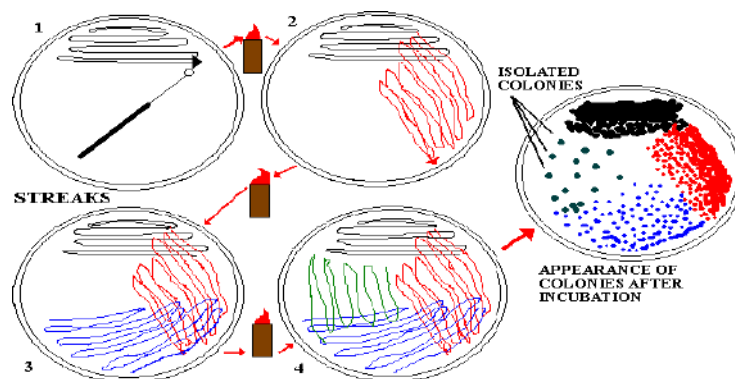 1
2
ISOLATED
COLONIES
STREAKS
3
4
APPEARANCE OF
COLONIES AFTER
INCUBATION